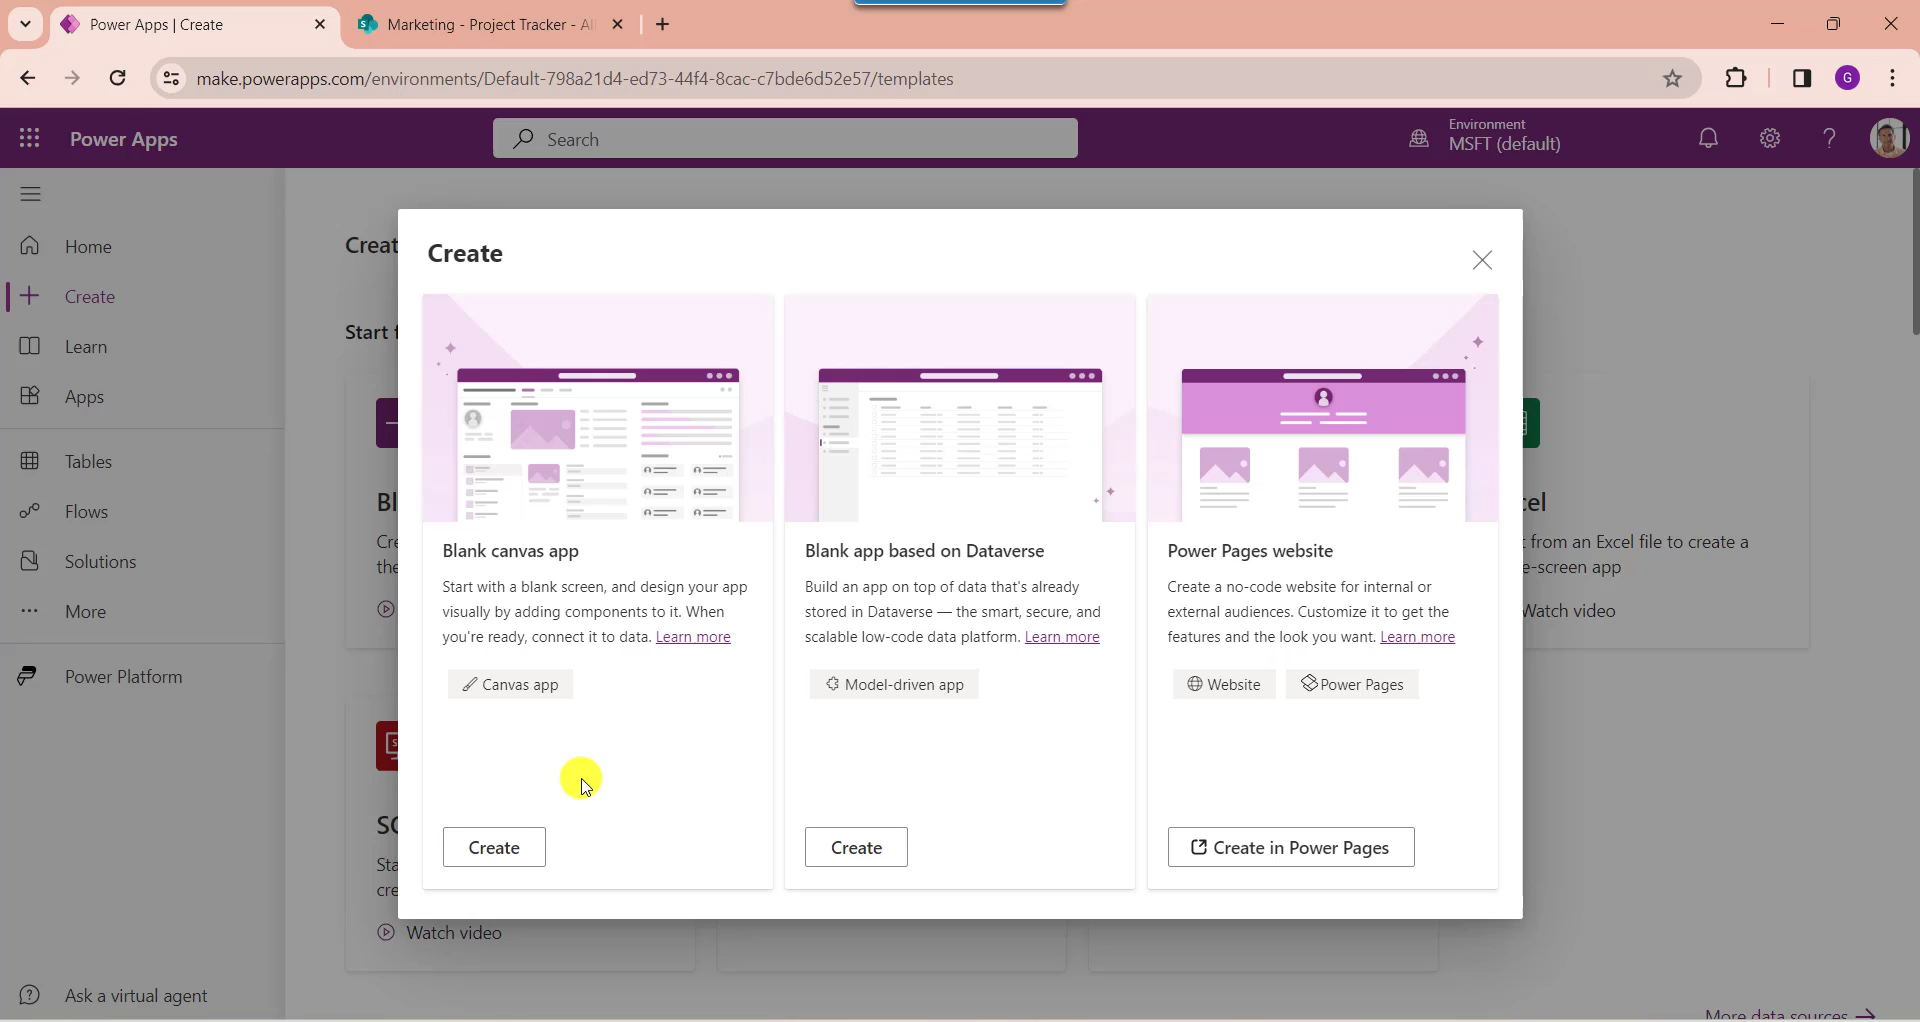 Power Apps | Create
Marketing - Project Tracker - Al
make.powerapps.com/environments/Default-798a21d4-ed73-44f4-8cac-c7bde6d52e57/templates
G
Power Apps
Search
Environment
MSFT (default)
Home
Create
Learn
Apps
Tables
Flows
Solutions
More
Power Platform
Ask a virtual agent
Creat
Start f
Bl
Cre
the
SQ
Sta
cre
Watch video
cel
t from an Excel file to create a
e-screen app
Watch video
More data sources
Create
Blank canvas app
Start with a blank screen, and design your app
visually by adding components to it. When
you're ready, connect it to data. Learn more
Canvas app
Create
Blank app based on Dataverse
Build an app on top of data that's already
stored in Dataverse — the smart, secure, and
scalable low-code data platform. Learn more
Model-driven app
Create
Power Pages website
Create a no-code website for internal or
external audiences. Customize it to get the
features and the look you want. Learn more
Website
Power Pages
Create in Power Pages